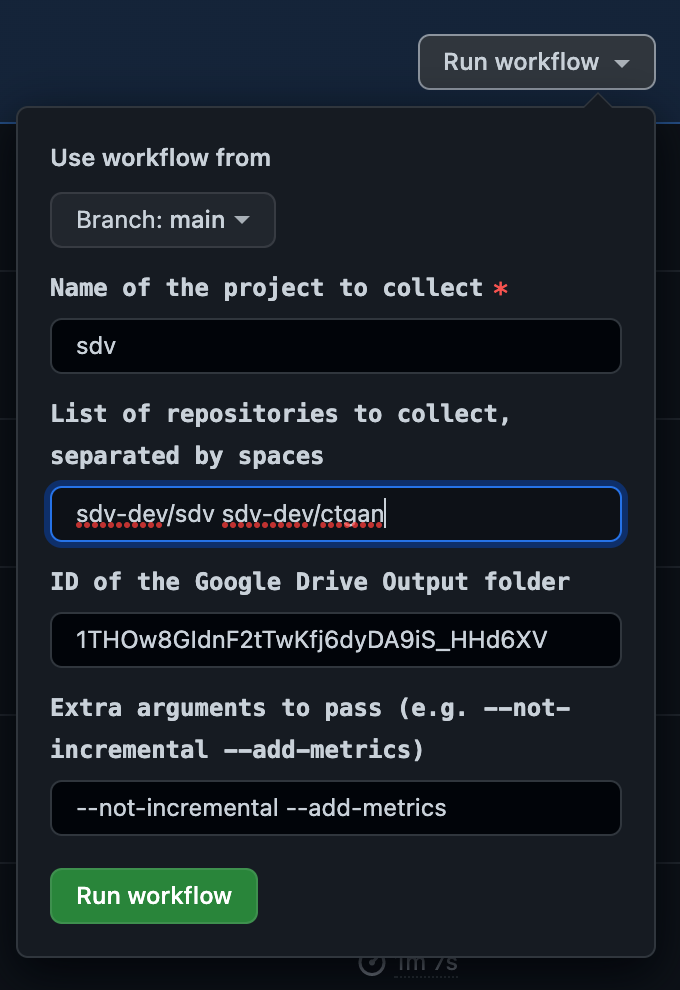 Run workflow
Use workflow from
Branch: main
Name of the project to collect *
sdv
List of repositories to collect,
separated by spaces
sdv-dev/sdv sdv-dev/ctgan
ID of the Google Drive Output folder
1THOw8GIdnF2tTwKfj6dyDA9iS_HHd6XV
Extra arguments to pass (e.g. --not-
incremental --add-metrics)
--not-incremental --add-metrics
Run workflow
1m 7s